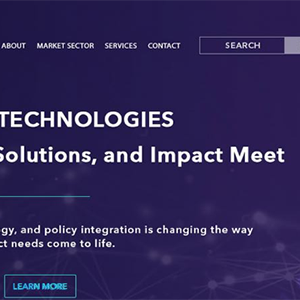 ABOUT MARKET SECTOR SERVICES CONTACT SEARCH
TECHNOLOGIES
Solutions, and Impact Meet
gy, and policy integration is changing the way
ct needs come to life.
LEARN MORE